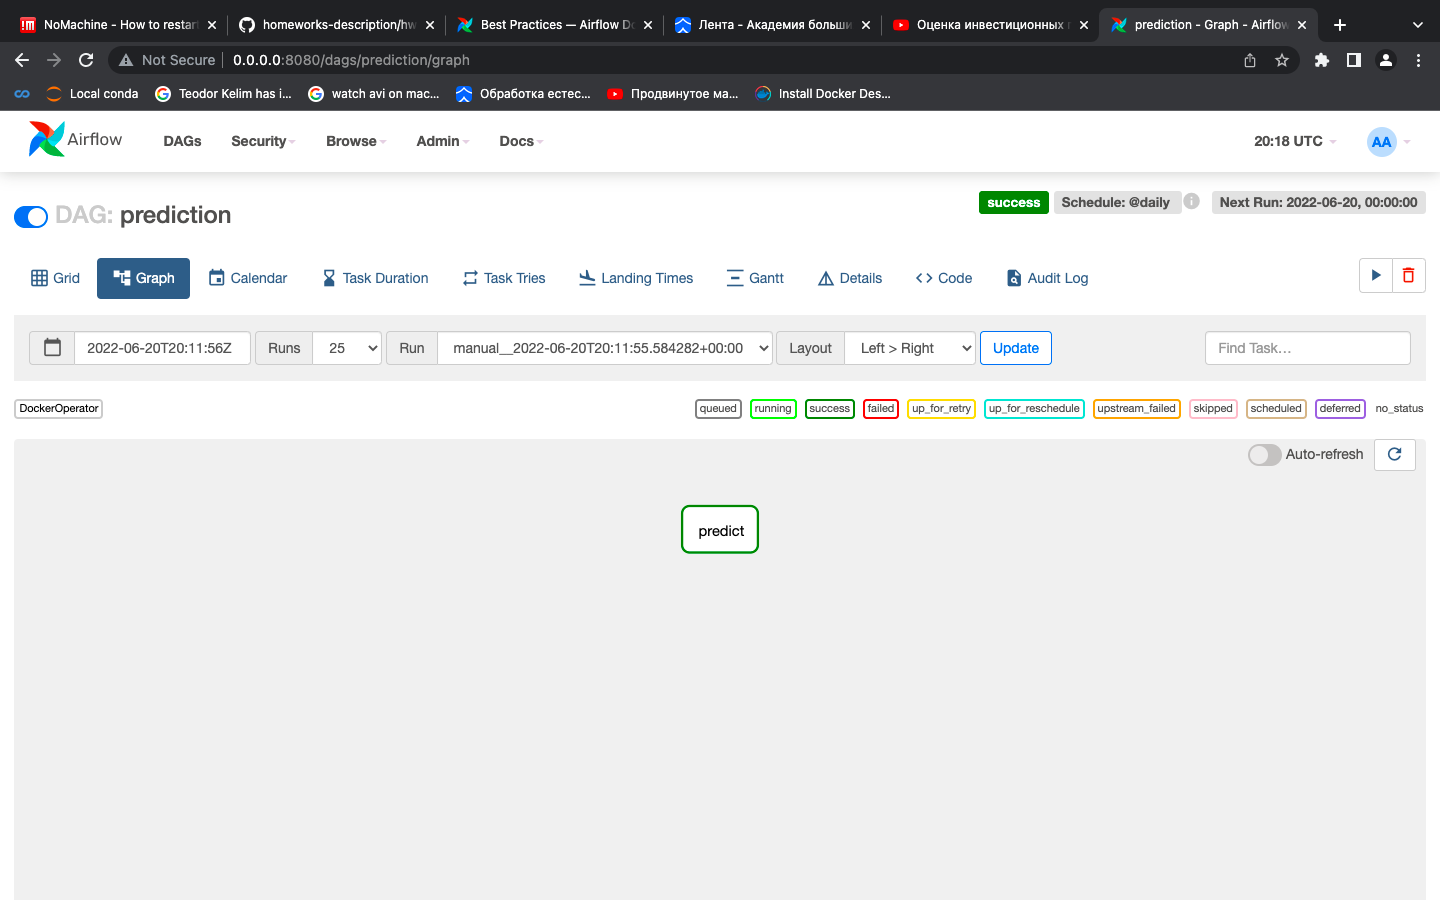 NoMachine - How to restart
homeworks-description/hw
Best Practices — Airflow Do
Лента - Академия больши
Оценка инвестиционных п
prediction - Graph - Airflow
Not Secure 0.0.0.0:8080/dags/prediction/graph
Local conda
Teodor Kelim has i...
watch avi on mac...
Обработка естес...
Продвинутое ма...
Install Docker Des...
Airflow DAGs Security Browse Admin Docs 20:18 UTC AA
DAG: prediction
success Schedule: @daily i Next Run: 2022-06-20, 00:00:00
Grid Graph Calendar Task Duration Task Tries Landing Times Gantt Details Code Audit Log
2022-06-20T20:11:56Z Runs 25 Run manual__2022-06-20T20:11:55.584282+00:00 Layout Left > Right Update Find Task...
DockerOperator queued running success failed up_for_retry up_for_reschedule upstream_failed skipped scheduled deferred no_status
Auto-refresh
predict